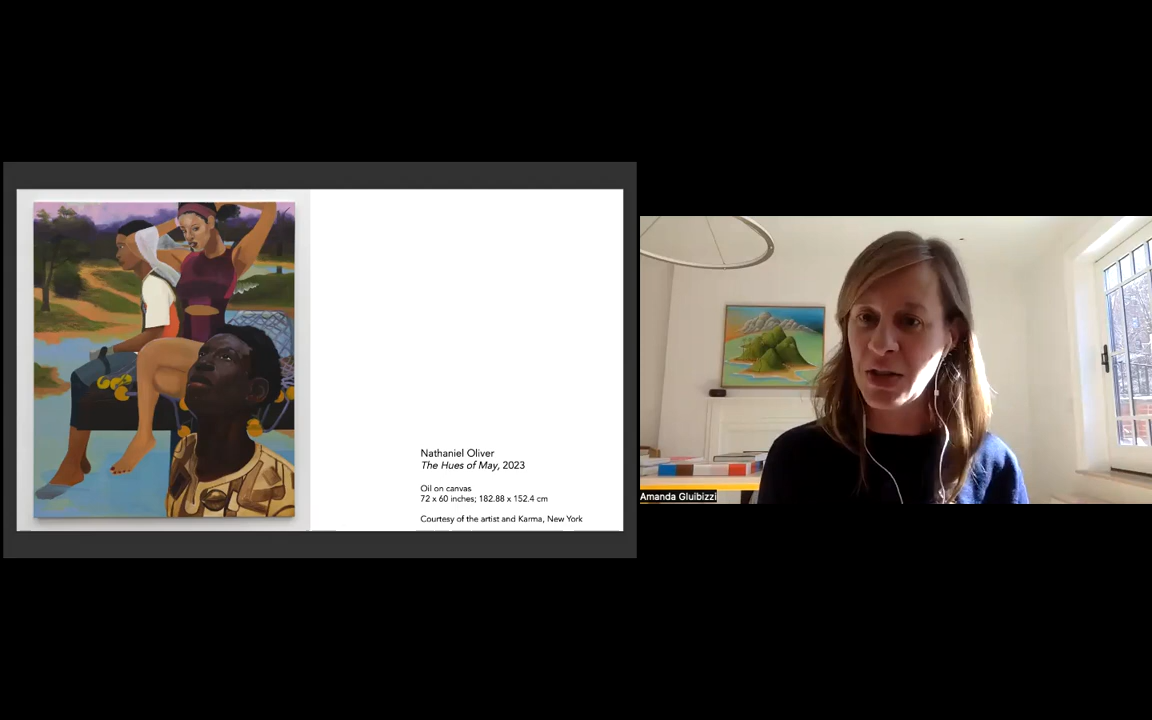 Nathaniel Oliver
The Hues of May, 2023
Oil on canvas
72 x 60 inches; 182.88 x 152.4 cm
Courtesy of the artist and Karma, New York
Amanda Gluibizzi